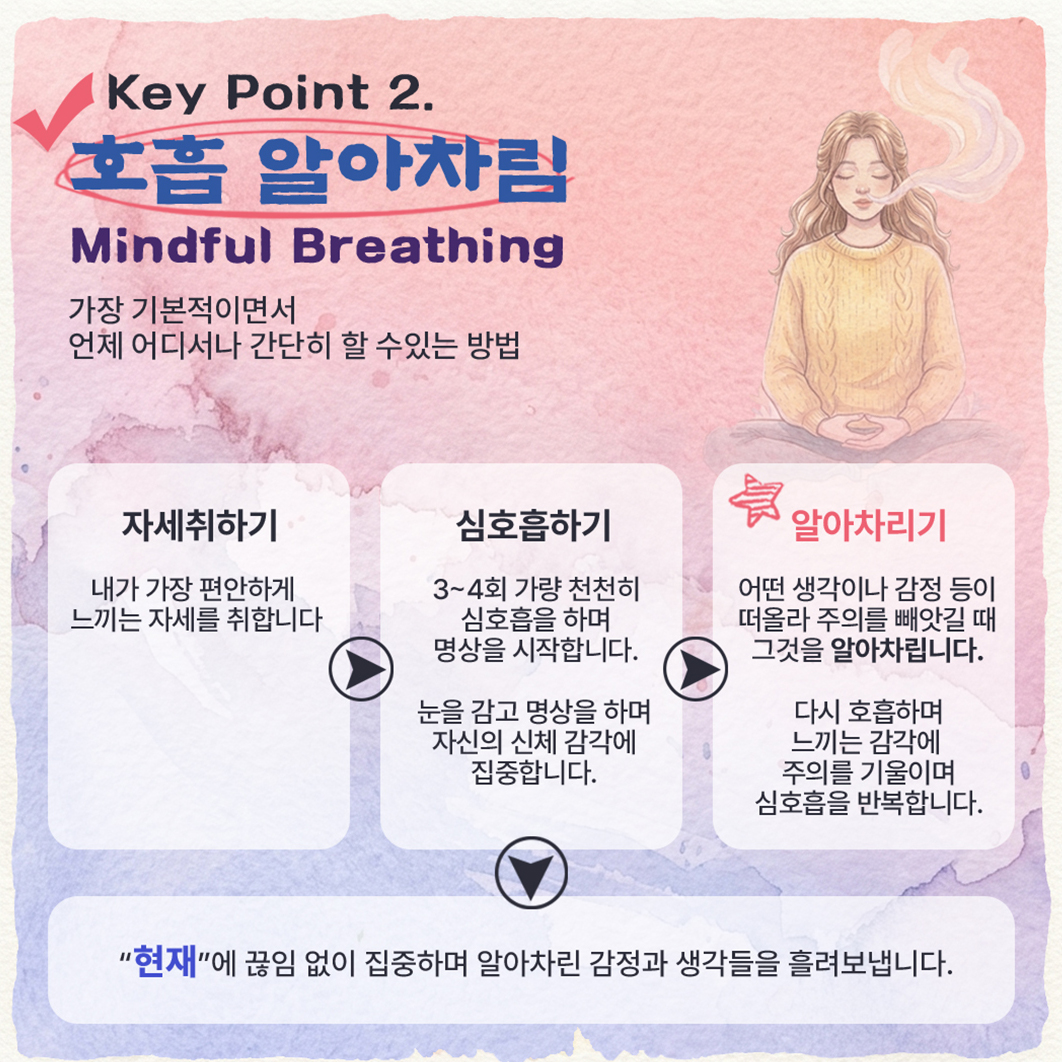 Key Point 2.
호흡 알아차림
Mindful Breathing
가장 기본적이면서
언제 어디서나 간단히 할 수있는 방법
자세취하기
내가 가장 편안하게
느끼는 자세를 취합니다
심호흡하기
3~4회 가량 천천히
심호흡을 하며
명상을 시작합니다.
눈을 감고 명상을 하며
자신의 신체 감각에
집중합니다.
알아차리기
어떤 생각이나 감정 등이
떠올라 주의를 빼앗길 때
그것을 알아차립니다.
다시 호흡하며
느끼는 감각에
주의를 기울이며
심호흡을 반복합니다.
“현재”에 끊임 없이 집중하며 알아차린 감정과 생각들을 흘려보냅니다.